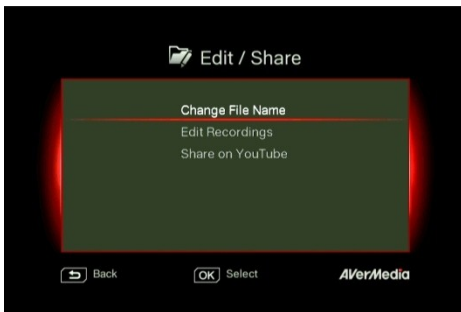 Edit / Share
Change File Name
Edit Recordings
Share on YouTube
Back OK Select AVerMedia